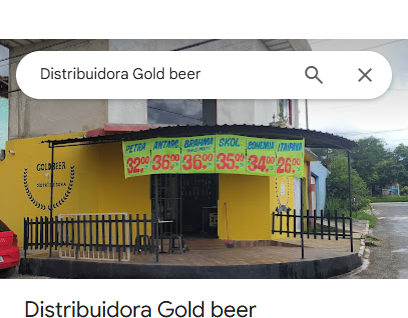 Distribuidora Gold beer
PETRA ANTARC BRAHMA SKOL BOHEMIA ITAIPAVA
32,00 36,00 36,00 35,00 34,00 26,00
GOLD BEER
DISTRIBUIDORA
Distribuidora Gold beer